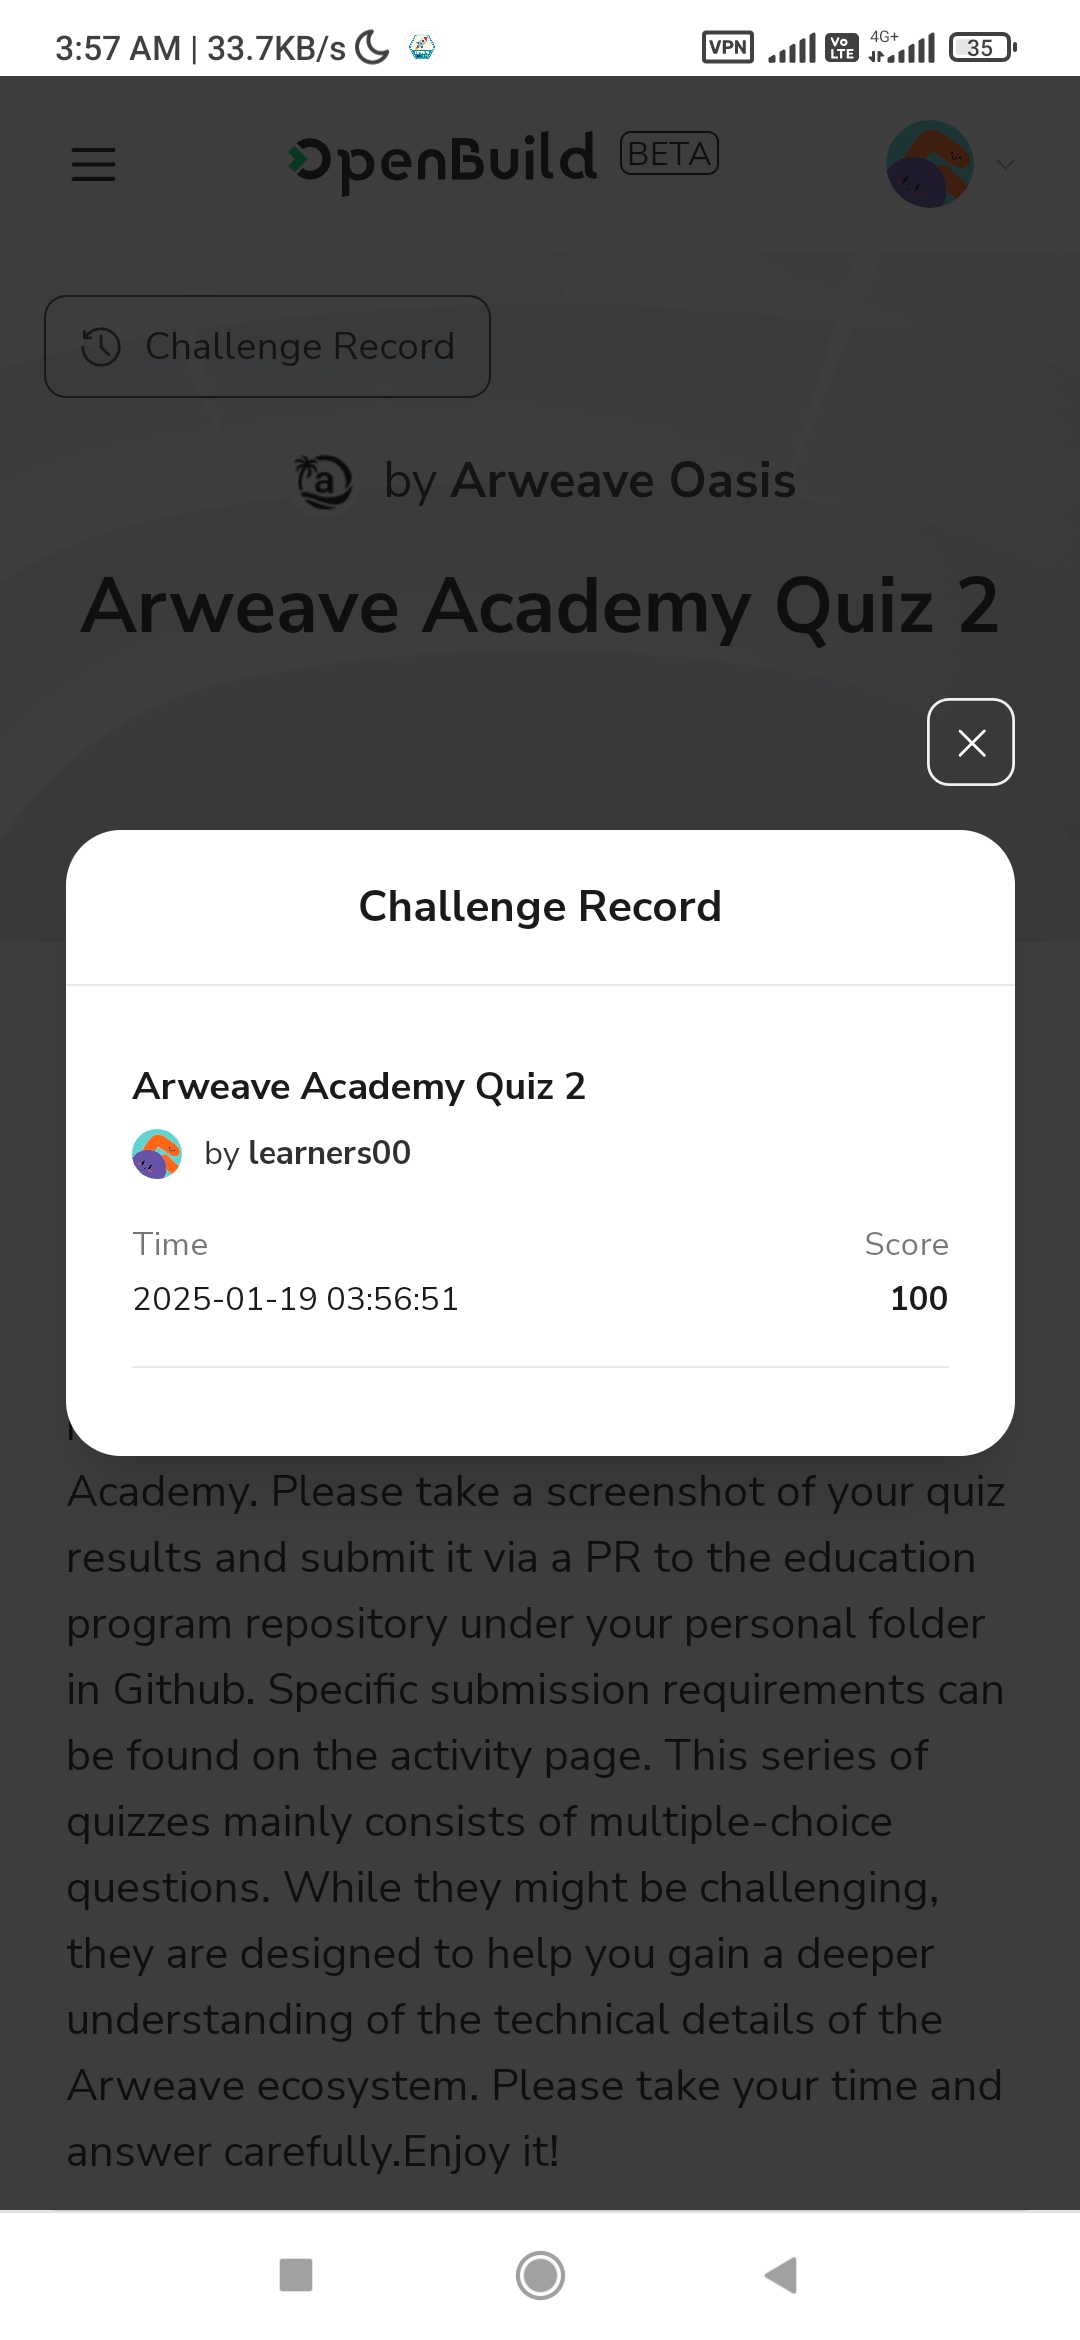 3:57 AM | 33.7KB/s VPN Vo LTE 4G+ 35
OpenBuild BETA
Challenge Record
by Arweave Oasis
Arweave Academy Quiz 2
Challenge Record
Arweave Academy Quiz 2
by learners00
Time Score
2025-01-19 03:56:51 100
Academy. Please take a screenshot of your quiz
results and submit it via a PR to the education
program repository under your personal folder
in Github. Specific submission requirements can
be found on the activity page. This series of
quizzes mainly consists of multiple-choice
questions. While they might be challenging,
they are designed to help you gain a deeper
understanding of the technical details of the
Arweave ecosystem. Please take your time and
answer carefully.Enjoy it!